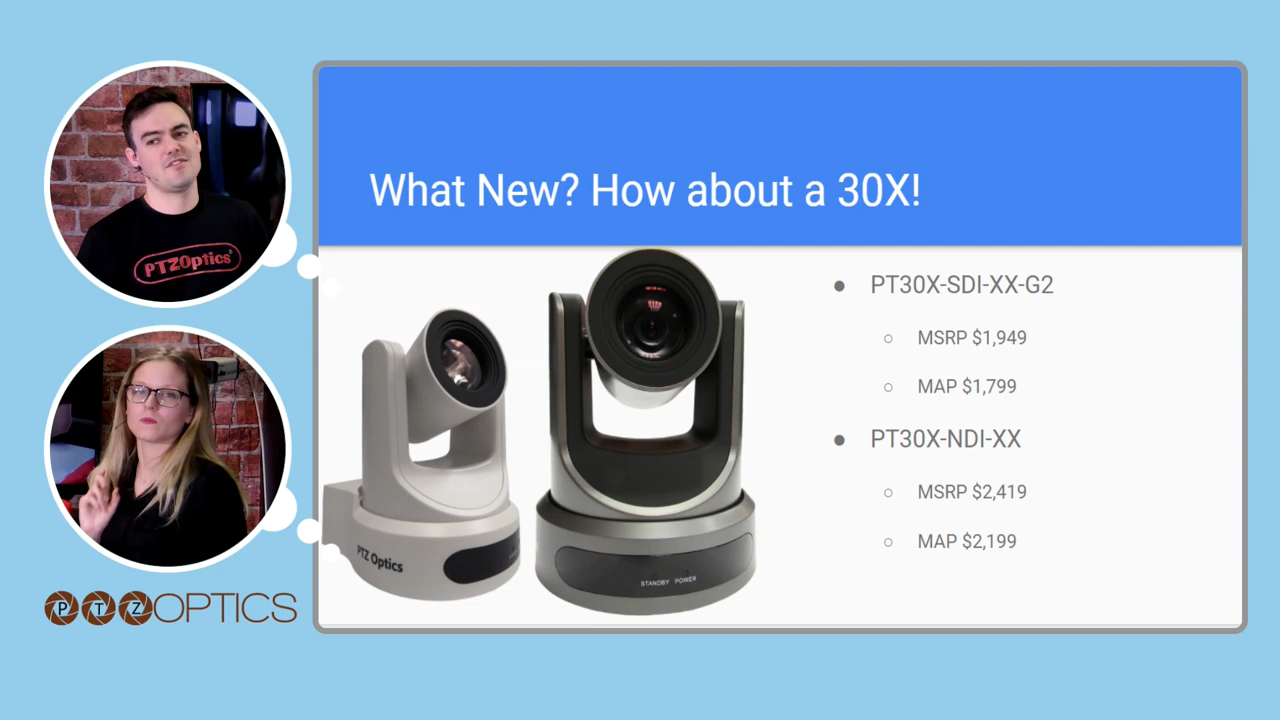 PTZOptics
What New? How about a 30X!
PT30X-SDI-XX-G2
MSRP $1,949
MAP $1,799
PT30X-NDI-XX
MSRP $2,419
MAP $2,199
PTZ Optics
STANDBY POWER
PTZOPTICS